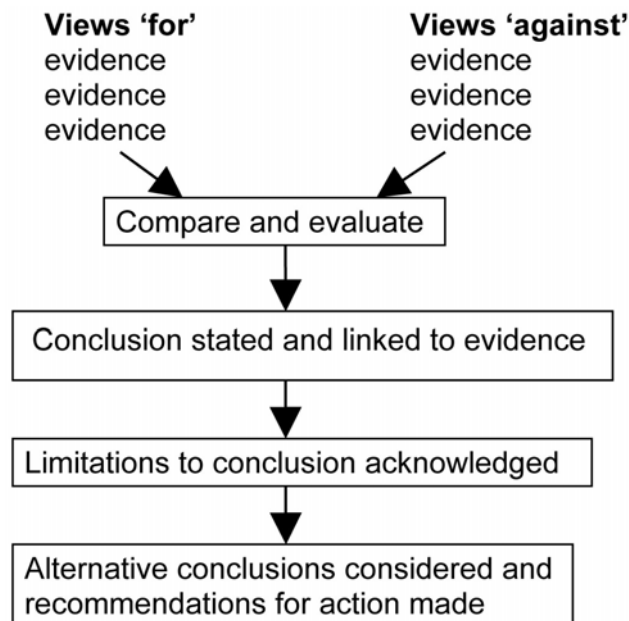 Views ‘for’
evidence
evidence
evidence
Views ‘against’
evidence
evidence
evidence
Compare and evaluate
Conclusion stated and linked to evidence
Limitations to conclusion acknowledged
Alternative conclusions considered and
recommendations for action made